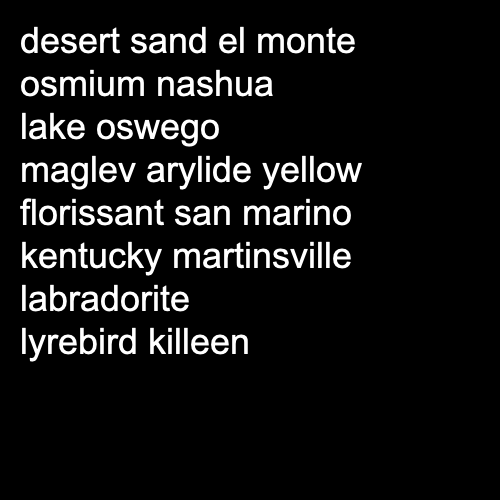 desert sand el monte
osmium nashua
lake oswego
maglev arylide yellow
florissant san marino
kentucky martinsville
labradorite
lyrebird killeen